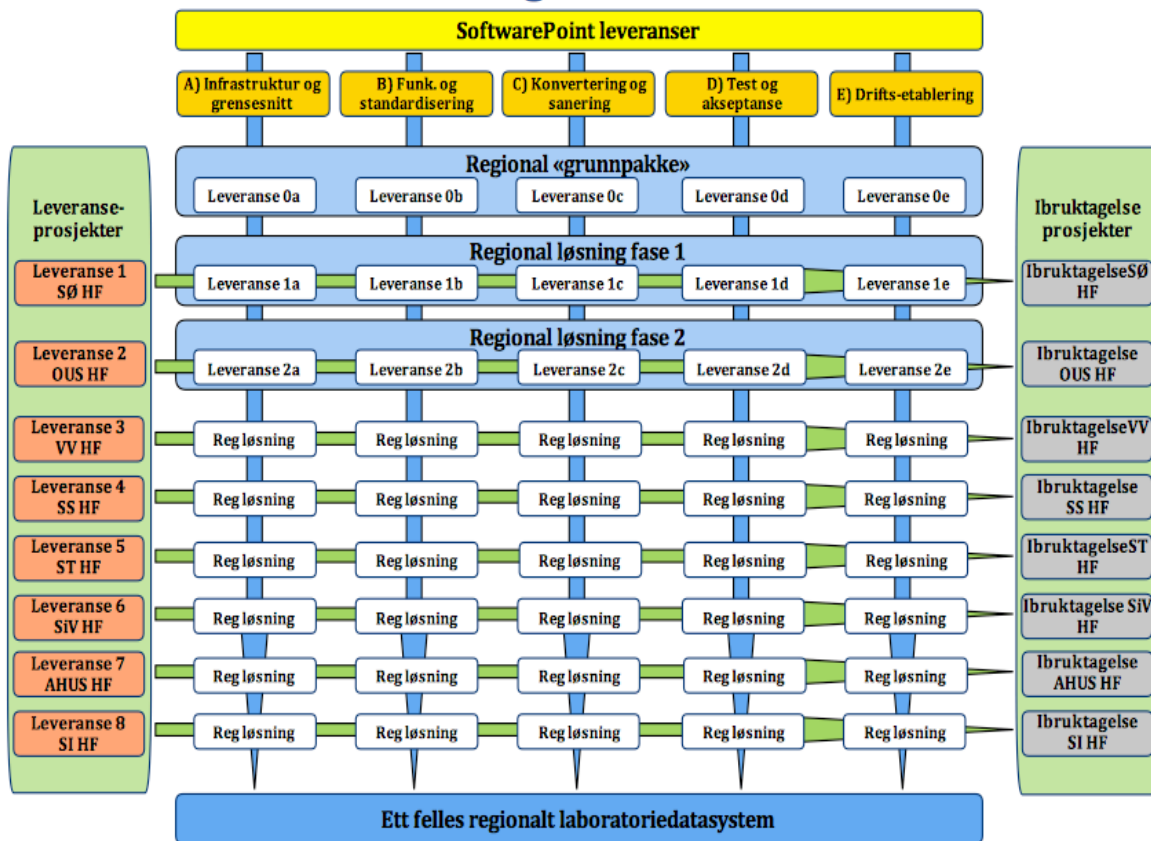 SoftwarePoint leveranser
A) Infrastruktur og
grensesnitt
B) Funk. og
standardisering
C) Konvertering og
sanering
D) Test og
akseptanse
E) Drifts-etablering
Regional «grunnpakke»
Leveranse 0a
Leveranse 0b
Leveranse 0c
Leveranse 0d
Leveranse 0e
Leveranse-
prosjekter
Ibruktagelse
prosjekter
Regional løsning fase 1
Leveranse 1
SØ HF
Leveranse 1a
Leveranse 1b
Leveranse 1c
Leveranse 1d
Leveranse 1e
IbruktagelseSØ
HF
Regional løsning fase 2
Leveranse 2
OUS HF
Leveranse 2a
Leveranse 2b
Leveranse 2c
Leveranse 2d
Leveranse 2e
Ibruktagelse
OUS HF
Leveranse 3
VV HF
Reg løsning
Reg løsning
Reg løsning
Reg løsning
Reg løsning
IbruktagelseVV
HF
Leveranse 4
SS HF
Reg løsning
Reg løsning
Reg løsning
Reg løsning
Reg løsning
Ibruktagelse
SS HF
Leveranse 5
ST HF
Reg løsning
Reg løsning
Reg løsning
Reg løsning
Reg løsning
IbruktagelseST
HF
Leveranse 6
SiV HF
Reg løsning
Reg løsning
Reg løsning
Reg løsning
Reg løsning
Ibruktagelse SiV
HF
Leveranse 7
AHUS HF
Reg løsning
Reg løsning
Reg løsning
Reg løsning
Reg løsning
Ibruktagelse
AHUS HF
Leveranse 8
SI HF
Reg løsning
Reg løsning
Reg løsning
Reg løsning
Reg løsning
Ibruktagelse
SI HF
Ett felles regionalt laboratoriedatasystem